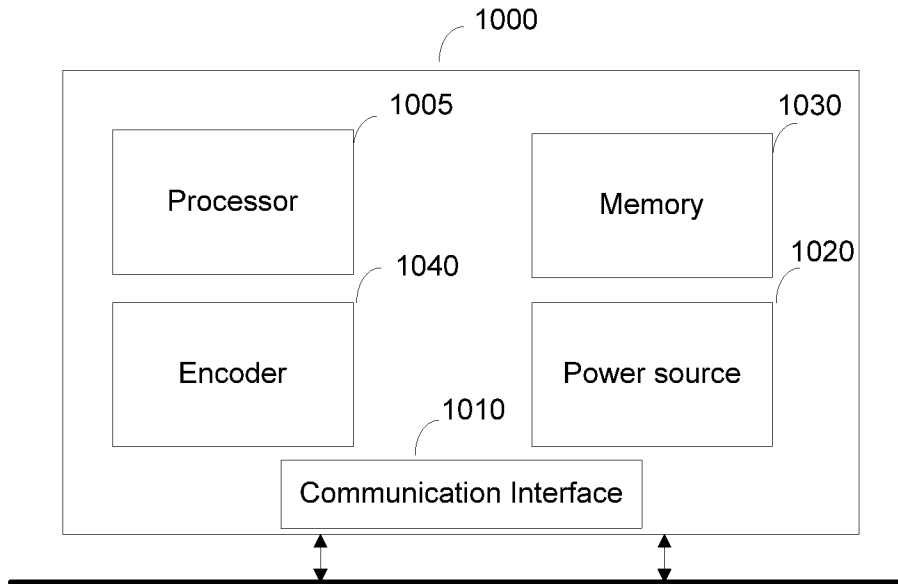 1000
1005
1030
Processor
Memory
1040
1020
Encoder
Power source
1010
Communication Interface